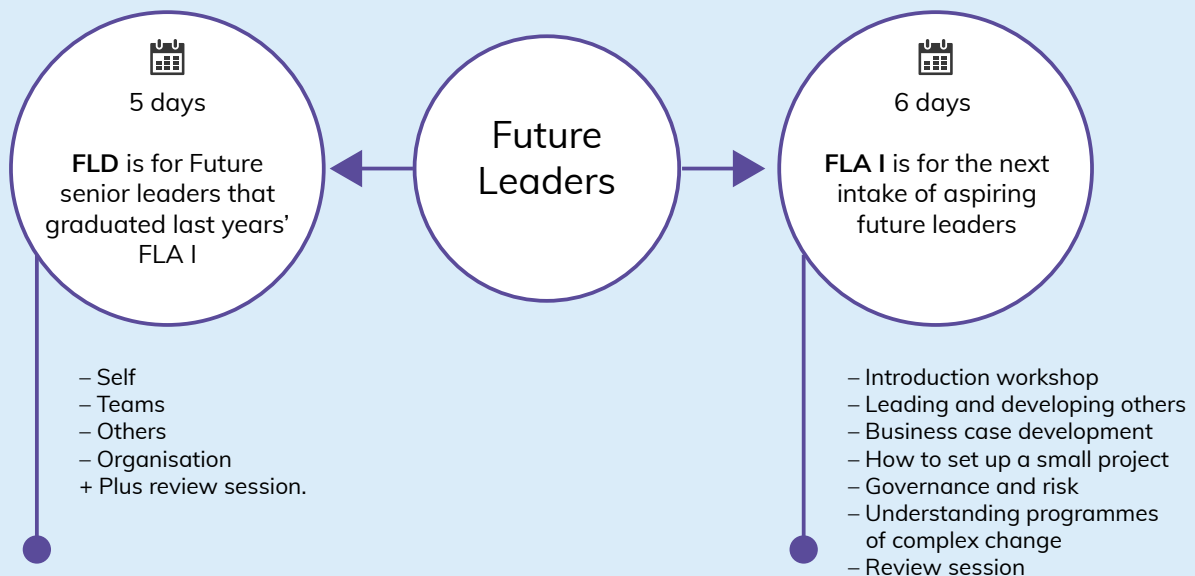 5 days
FLD is for Future
senior leaders that
graduated last years’
FLA I
– Self
– Teams
– Others
– Organisation
+ Plus review session.
Future
Leaders
6 days
FLA I is for the next
intake of aspiring
future leaders
– Introduction workshop
– Leading and developing others
– Business case development
– How to set up a small project
– Governance and risk
– Understanding programmes
of complex change
– Review session